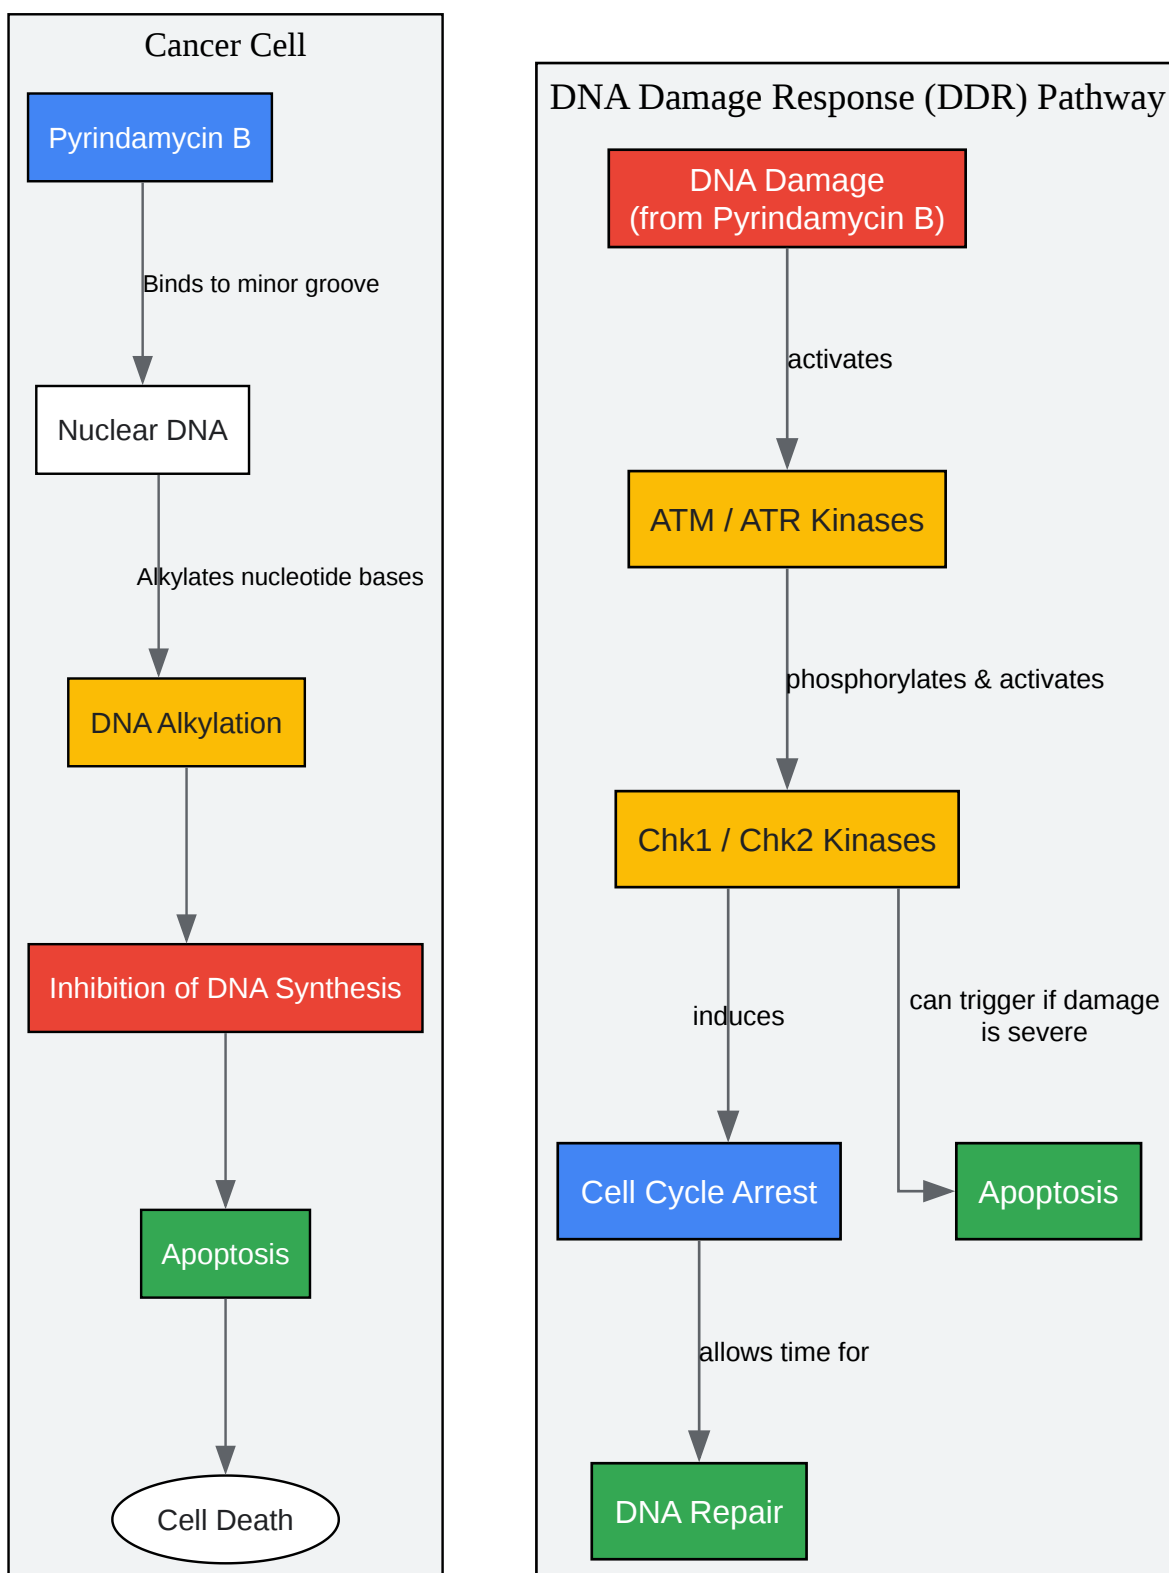 Cancer Cell
Pyrindamycin B
Binds to minor groove
Nuclear DNA
Alkylates nucleotide bases
DNA Alkylation
Inhibition of DNA Synthesis
Apoptosis
Cell Death
DNA Damage Response (DDR) Pathway
DNA Damage
(from Pyrindamycin B)
activates
ATM / ATR Kinases
phosphorylates & activates
Chk1 / Chk2 Kinases
induces
can trigger if damage
is severe
Cell Cycle Arrest
Apoptosis
allows time for
DNA Repair